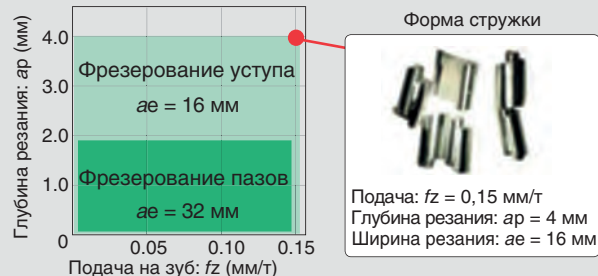 Глубина резания: ap (мм)
4.0
3.0
2.0
1.0
0
Фрезерование уступа
ae = 16 мм
Фрезерование пазов
ae = 32 мм
0.05
0.10
0.15
Подача на зуб: fz (мм/т)
Форма стружки
Подача: fz = 0,15 мм/т
Глубина резания: ap = 4 мм
Ширина резания: ae = 16 мм